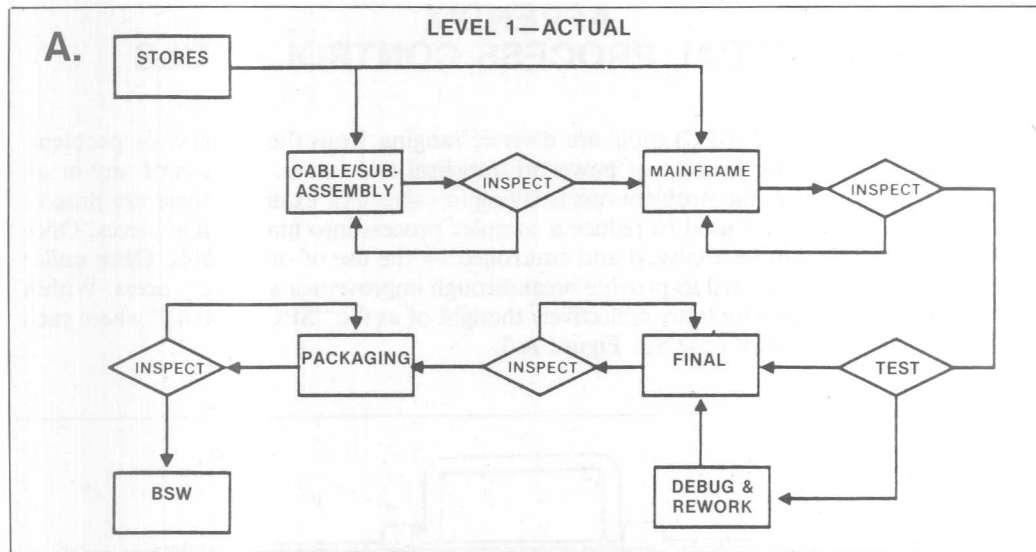 LEVEL 1—ACTUAL
A.
STORES
CABLE/SUB-
ASSEMBLY
INSPECT
MAINFRAME
INSPECT
INSPECT
PACKAGING
INSPECT
FINAL
TEST
BSW
DEBUG &
REWORK